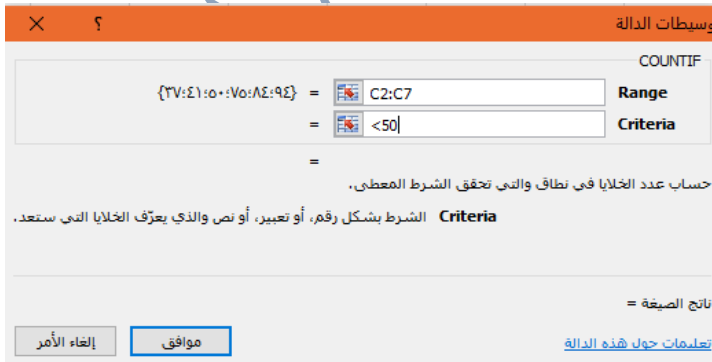 وسيطات الدالة ؟ ×
COUNTIF
Range C2:C7 = {٣٧:٤١:٥٠:٧٥:٨٤:٩٤}
Criteria <50 =
=
حساب عدد الخلايا في نطاق والتي تحقق الشرط المعطى.
Criteria الشرط بشكل رقم، أو تعبير، أو نص والذي يعرّف الخلايا التي ستعد.
ناتج الصيغة =
تعليمات حول هذه الدالة موافق إلغاء الأمر